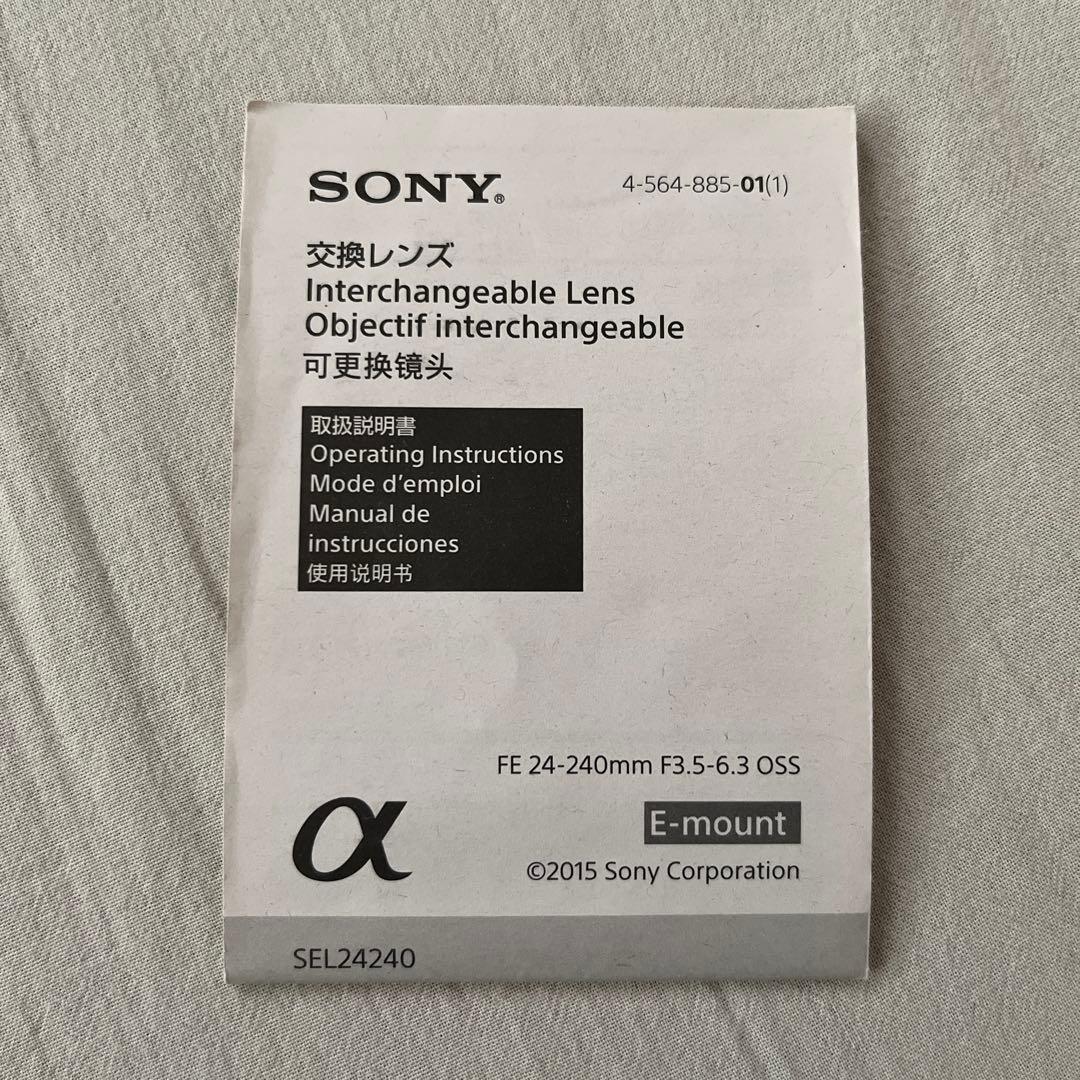 SONY®
4-564-885-01(1)
交換レンズ
Interchangeable Lens
Objectif interchangeable
可更换镜头
取扱説明書
Operating Instructions
Mode d’emploi
Manual de
instrucciones
使用说明书
FE 24-240mm F3.5-6.3 OSS
α
E-mount
©2015 Sony Corporation
SEL24240